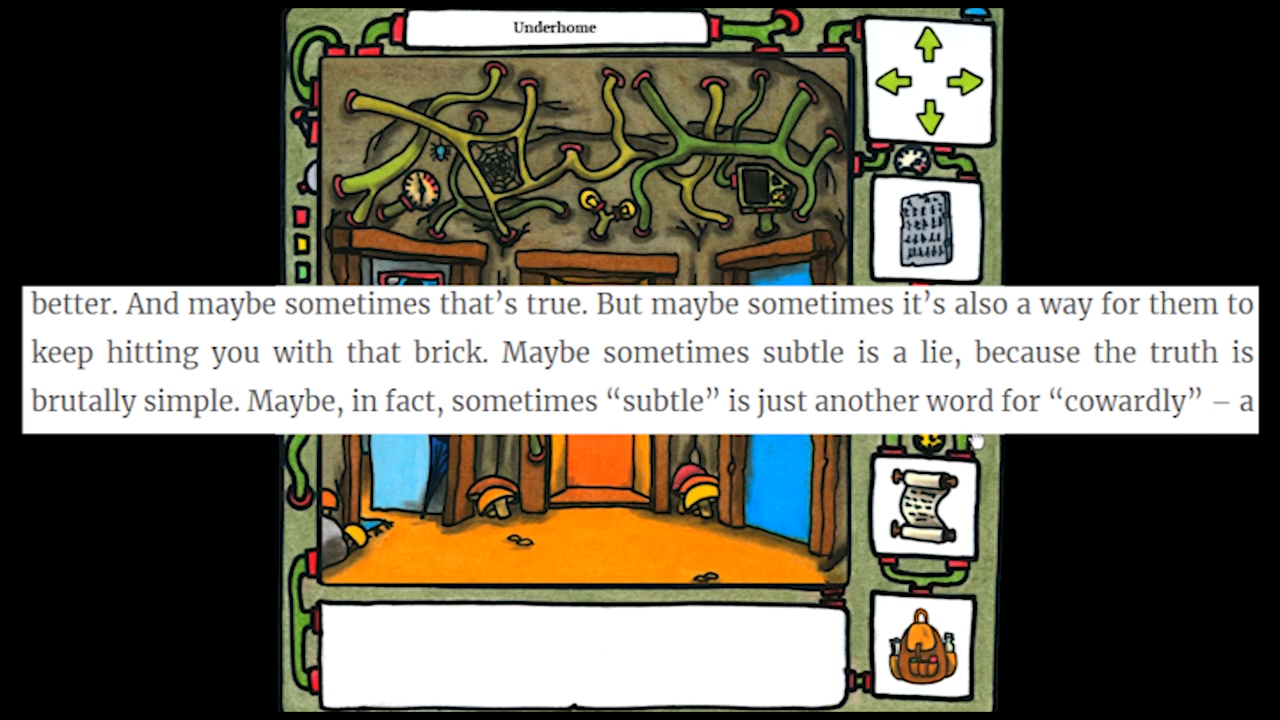 Underhome
better. And maybe sometimes that’s true. But maybe sometimes it’s also a way for them to
keep hitting you with that brick. Maybe sometimes subtle is a lie, because the truth is
brutally simple. Maybe, in fact, sometimes “subtle” is just another word for “cowardly” – a